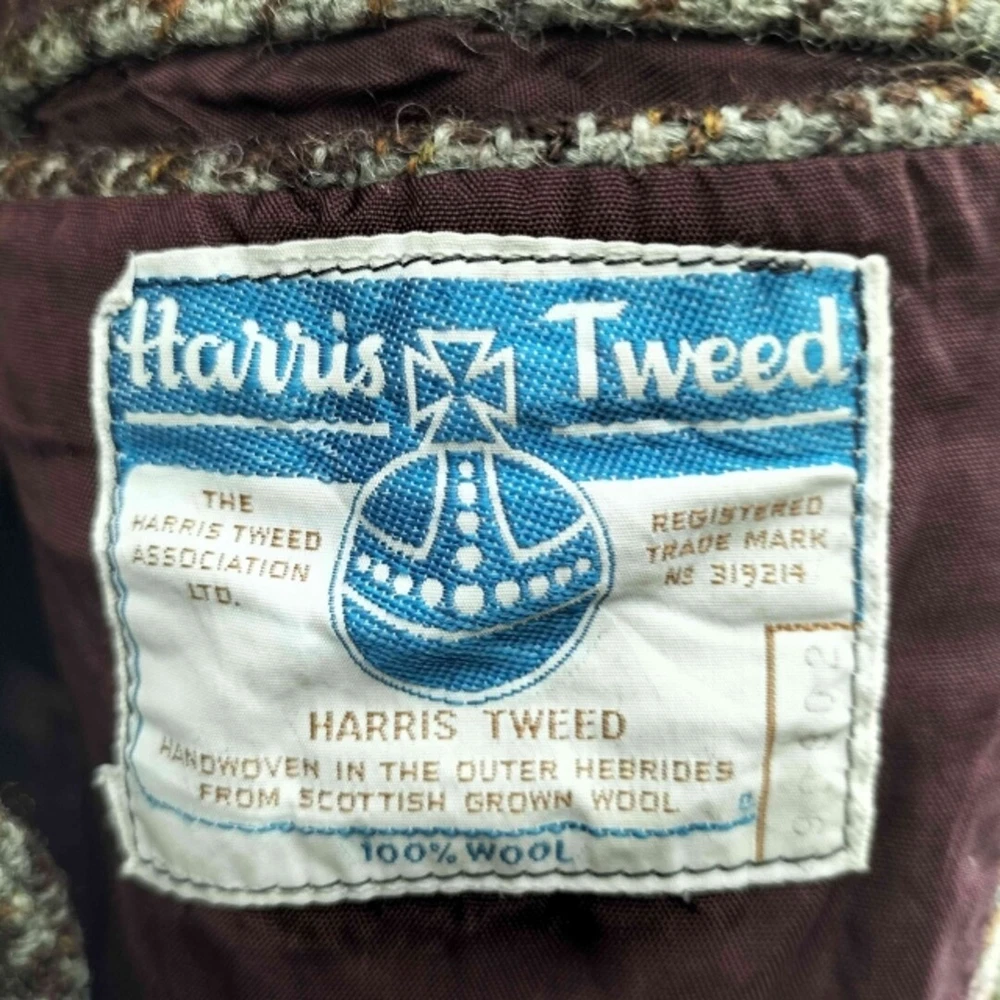 Harris Tweed
THE
HARRIS TWEED
ASSOCIATION
LTD.
REGISTERED
TRADE MARK
Nº 319214
HARRIS TWEED
HANDWOVEN IN THE OUTER HEBRIDES
FROM SCOTTISH GROWN WOOL
100% WOOL